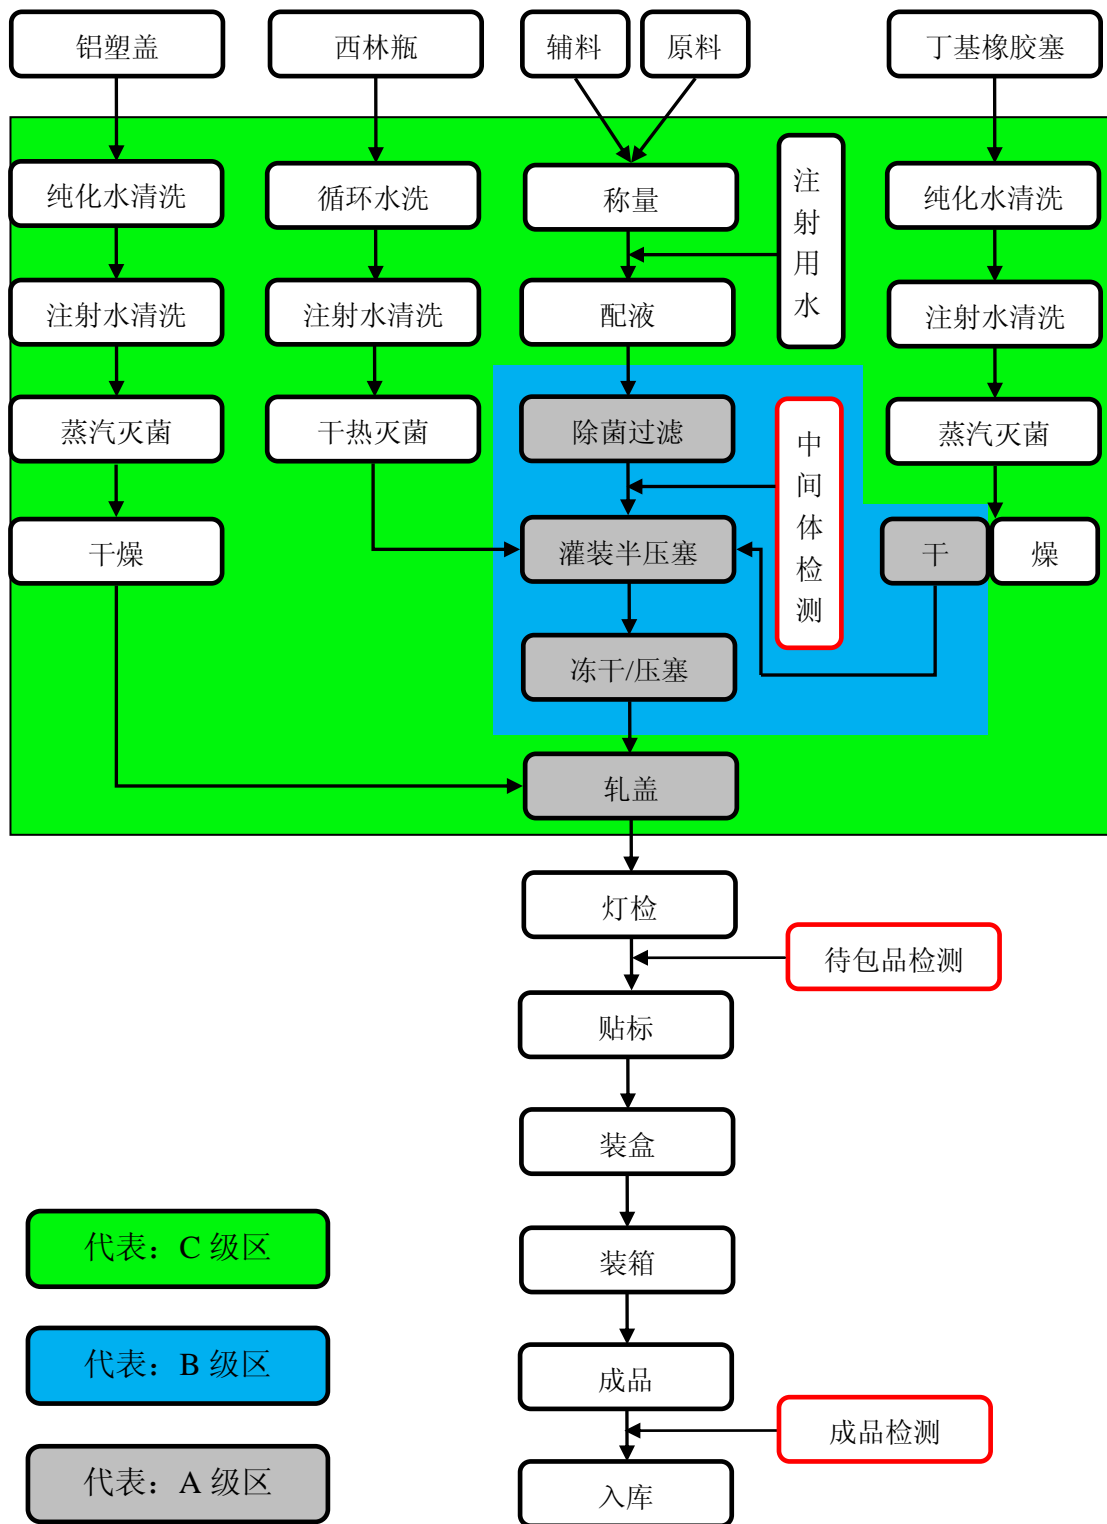 铝塑盖
西林瓶
辅料
原料
丁基橡胶塞
纯化水清洗
循环水洗
称量
注射用水
纯化水清洗
注射水清洗
注射水清洗
配液
注射水清洗
蒸汽灭菌
干热灭菌
除菌过滤
中间体检测
蒸汽灭菌
干燥
灌装半压塞
干
燥
冻干/压塞
轧盖
灯检
待包品检测
贴标
装盒
装箱
成品
成品检测
入库
代表：C 级区
代表：B 级区
代表：A 级区